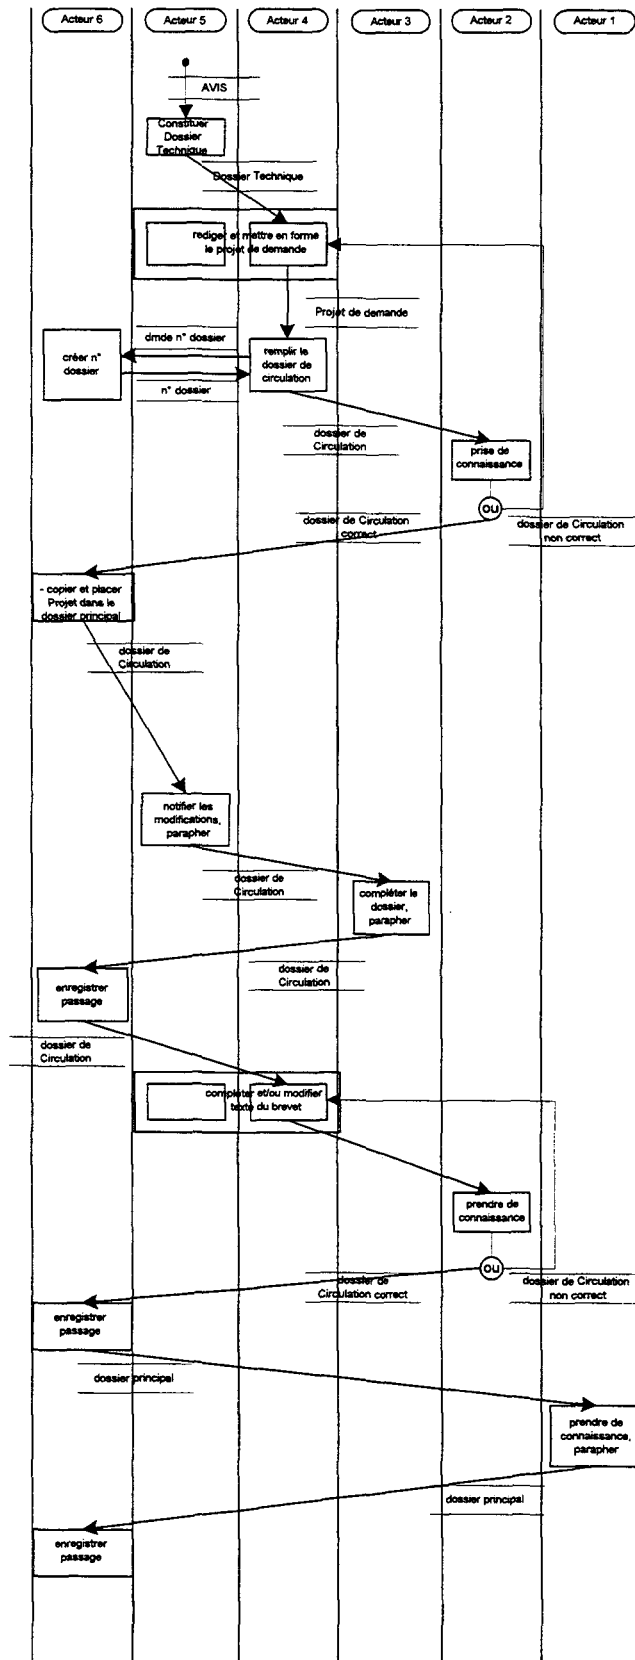 Acteur 6
Acteur 5
Acteur 4
Acteur 3
Acteur 2
Acteur 1
AVIS
Constituer
Dossier
Technique
Dossier Technique
rediger et mettre en forme
le projet de demande
Projet de demande
dmde n° dossier
créer n°
dossier
remplir le
dossier de
circulation
n° dossier
dossier de
Circulation
prise de
connaissance
ou
dossier de Circulation
correct
dossier de Circulation
non correct
- copier et placer
Projet dans le
dossier principal
dossier de
Circulation
notifier les
modifications,
parapher
dossier de
Circulation
compléter le
dossier,
parapher
dossier de
Circulation
enregistrer
passage
dossier de
Circulation
compléter et/ou modifier
texte du brevet
prendre de
connaissance
ou
dossier de
Circulation correct
dossier de Circulation
non correct
enregistrer
passage
dossier principal
prendre de
connaissance,
parapher
dossier principal
enregistrer
passage